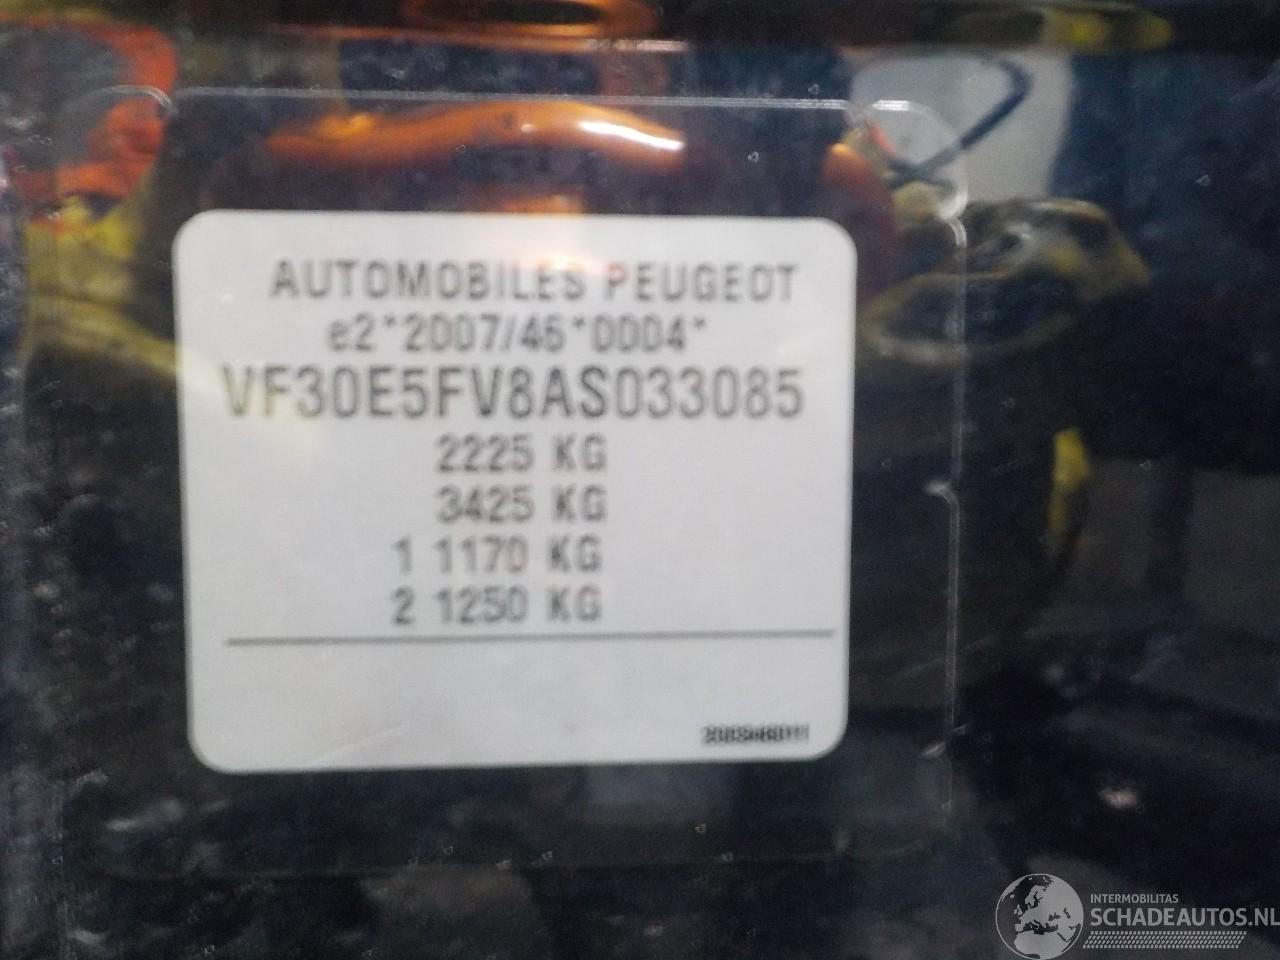 AUTOMOBILES PEUGEOT
e2*2007/46*0004*
VF30E5FV8AS033085
2225 KG
3425 KG
1 1170 KG
2 1250 KG
INTERMOBILITAS
SCHADEAUTOS.NL